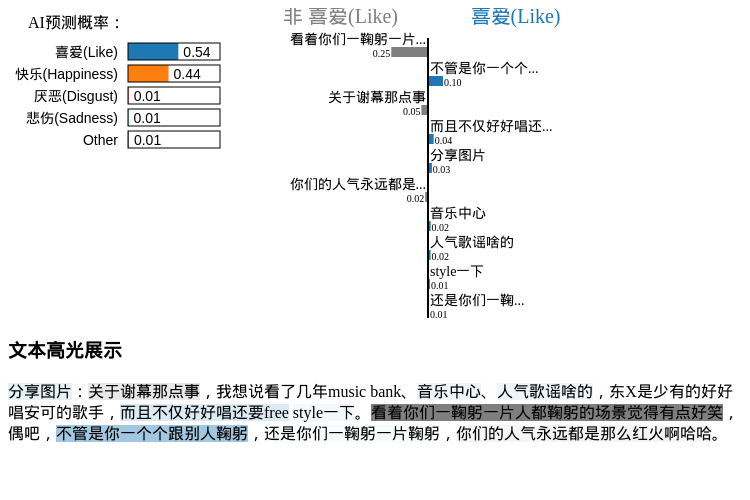 AI预测概率：
喜爱(Like) 0.54
快乐(Happiness) 0.44
厌恶(Disgust) 0.01
悲伤(Sadness) 0.01
Other 0.01
非 喜爱(Like) 喜爱(Like)
看着你们一鞠躬一片...
0.25
不管是你一个个...
0.10
关于谢幕那点事
0.05
而且不仅好好唱还...
0.04
分享图片
0.03
你们的人气永远都是...
0.02
音乐中心
0.02
人气歌谣啥的
0.02
style一下
0.01
还是你们一鞠...
0.01
文本高光展示
分享图片：关于谢幕那点事，我想说看了几年music bank、音乐中心、人气歌谣啥的，东X是少有的好好
唱安可的歌手，而且不仅好好唱还要free style一下。看着你们一鞠躬一片人都鞠躬的场景觉得有点好笑，
偶吧，不管是你一个个跟别人鞠躬，还是你们一鞠躬一片鞠躬，你们的人气永远都是那么红火啊哈哈。